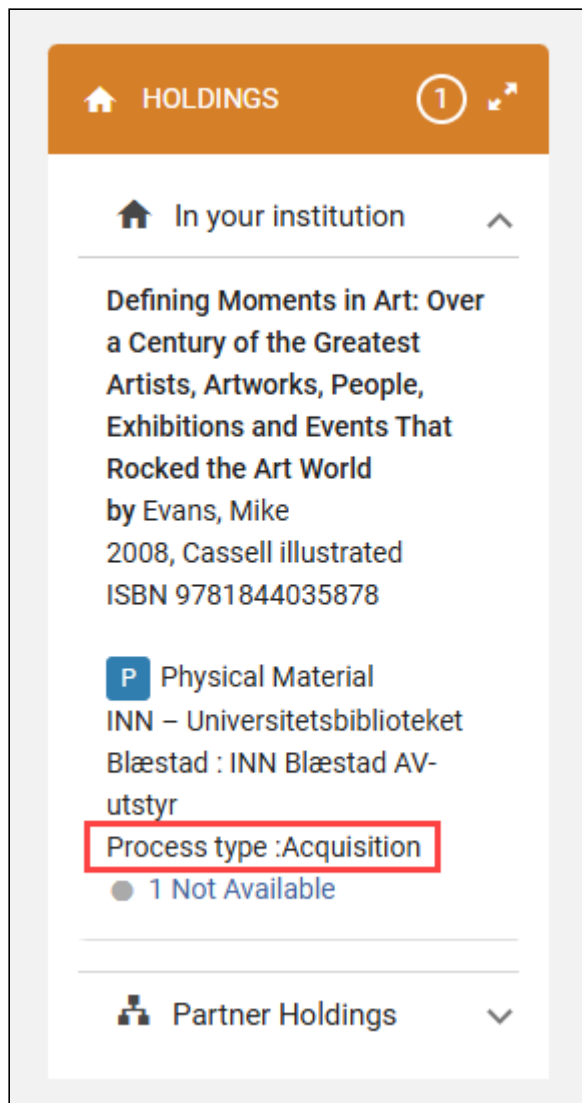 HOLDINGS 1
In your institution
Defining Moments in Art: Over
a Century of the Greatest
Artists, Artworks, People,
Exhibitions and Events That
Rocked the Art World
by Evans, Mike
2008, Cassell illustrated
ISBN 9781844035878
P Physical Material
INN – Universitetsbiblioteket
Blæstad : INN Blæstad AV-
utstyr
Process type :Acquisition
1 Not Available
Partner Holdings